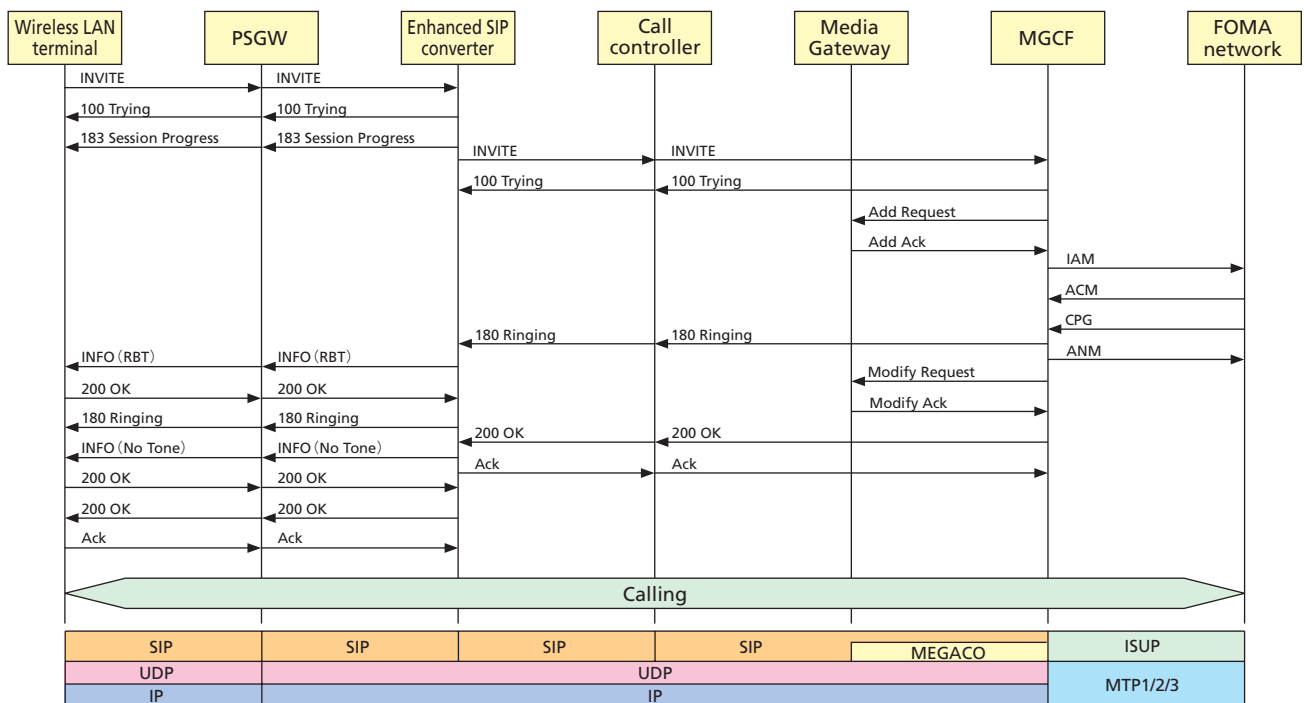 Wireless LAN
terminal
PSGW
Enhanced SIP
converter
Call
controller
Media
Gateway
MGCF
FOMA
network
INVITE
INVITE
100 Trying
100 Trying
183 Session Progress
183 Session Progress
INVITE
INVITE
100 Trying
100 Trying
Add Request
Add Ack
IAM
ACM
CPG
180 Ringing
180 Ringing
ANM
INFO（RBT）
INFO（RBT）
Modify Request
200 OK
200 OK
Modify Ack
180 Ringing
180 Ringing
200 OK
200 OK
INFO（No Tone）
INFO（No Tone）
Ack
Ack
200 OK
200 OK
200 OK
200 OK
Ack
Ack
Calling
SIP
SIP
SIP
SIP
MEGACO
ISUP
UDP
UDP
MTP1/2/3
IP
IP